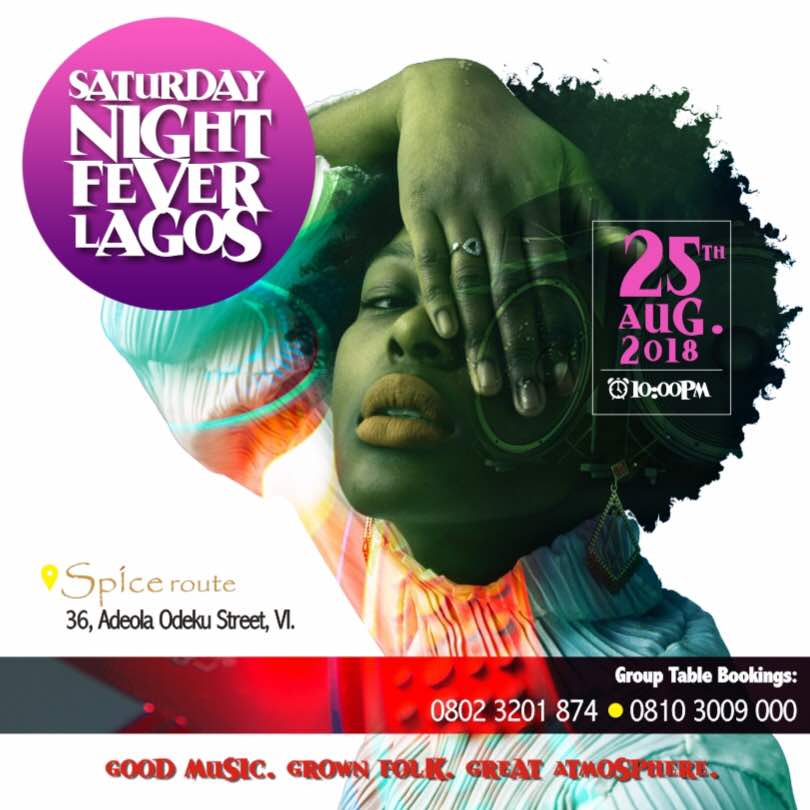 SATURDAY
NIGHT
FEVER
LAGOS
25TH
AUG.
2018
10:00PM
Spice route
36, Adeola Odeku Street, VI.
Group Table Bookings:
0802 3201 874 • 0810 3009 000
GOOD MUSIC. GROWN FOLK. GREAT ATMOSPHERE.